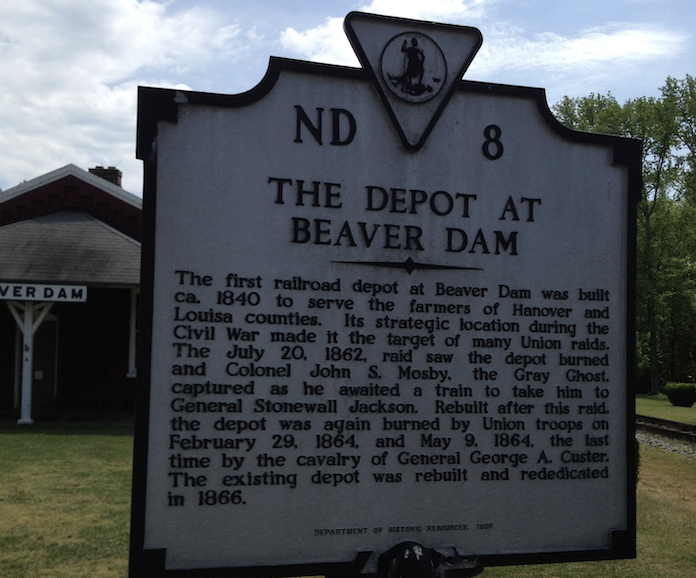 ND 8
THE DEPOT AT
BEAVER DAM
The first railroad depot at Beaver Dam was built
ca. 1840 to serve the farmers of Hanover and
Louisa counties. Its strategic location during the
Civil War made it the target of many Union raids.
The July 20, 1862, raid saw the depot burned
and Colonel John S. Mosby, the Gray Ghost,
captured as he awaited a train to take him to
General Stonewall Jackson. Rebuilt after this raid,
the depot was again burned by Union troops on
February 29, 1864, and May 9, 1864, the last
time by the cavalry of General George A. Custer.
The existing depot was rebuilt and rededicated
in 1866.
DEPARTMENT OF HISTORIC RESOURCES,
VER DAM